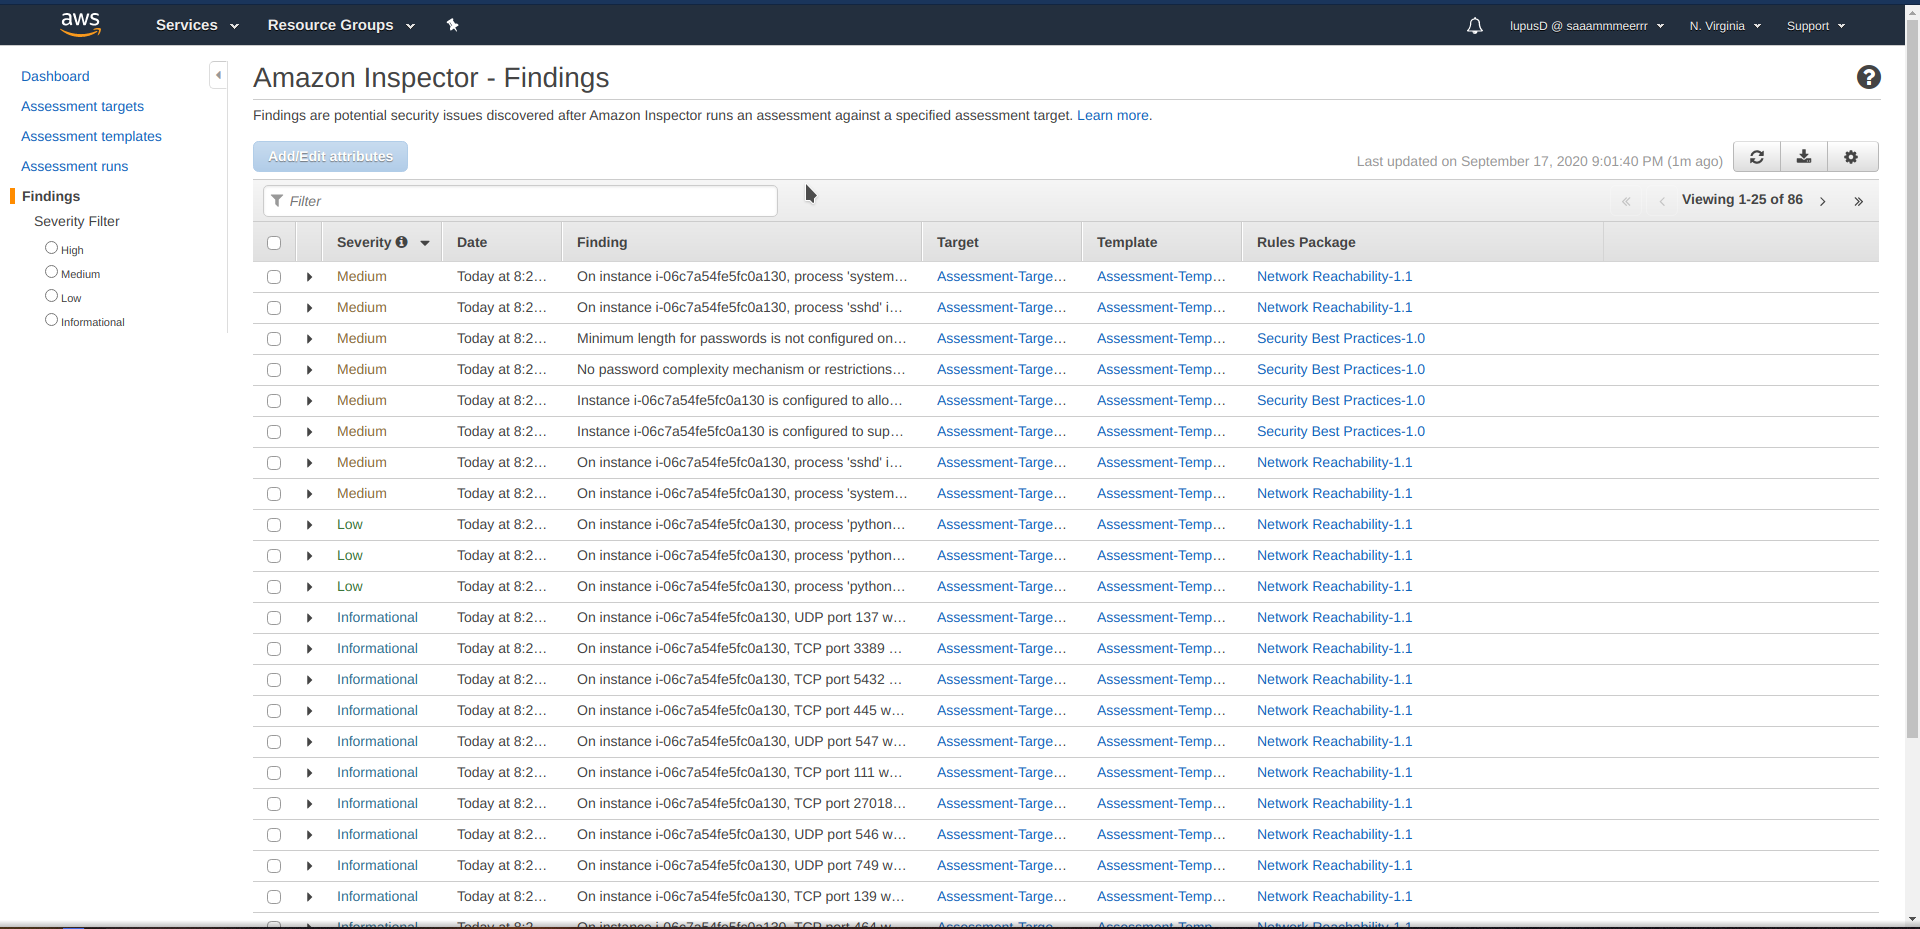 aws Services Resource Groups lupusD @ saaammmeerrr N. Virginia Support
Dashboard
Assessment targets
Assessment templates
Assessment runs
Findings
Severity Filter
High
Medium
Low
Informational
Amazon Inspector - Findings
Findings are potential security issues discovered after Amazon Inspector runs an assessment against a specified assessment target. Learn more.
Add/Edit attributes
Last updated on September 17, 2020 9:01:40 PM (1m ago)
Filter
Viewing 1-25 of 86
Severity Date Finding Target Template Rules Package
Medium Today at 8:2... On instance i-06c7a54fe5fc0a130, process 'system... Assessment-Targe... Assessment-Temp... Network Reachability-1.1
Medium Today at 8:2... On instance i-06c7a54fe5fc0a130, process 'sshd' i... Assessment-Targe... Assessment-Temp... Network Reachability-1.1
Medium Today at 8:2... Minimum length for passwords is not configured on... Assessment-Targe... Assessment-Temp... Security Best Practices-1.0
Medium Today at 8:2... No password complexity mechanism or restrictions... Assessment-Targe... Assessment-Temp... Security Best Practices-1.0
Medium Today at 8:2... Instance i-06c7a54fe5fc0a130 is configured to allo... Assessment-Targe... Assessment-Temp... Security Best Practices-1.0
Medium Today at 8:2... Instance i-06c7a54fe5fc0a130 is configured to sup... Assessment-Targe... Assessment-Temp... Security Best Practices-1.0
Medium Today at 8:2... On instance i-06c7a54fe5fc0a130, process 'sshd' i... Assessment-Targe... Assessment-Temp... Network Reachability-1.1
Medium Today at 8:2... On instance i-06c7a54fe5fc0a130, process 'system... Assessment-Targe... Assessment-Temp... Network Reachability-1.1
Low Today at 8:2... On instance i-06c7a54fe5fc0a130, process 'python... Assessment-Targe... Assessment-Temp... Network Reachability-1.1
Low Today at 8:2... On instance i-06c7a54fe5fc0a130, process 'python... Assessment-Targe... Assessment-Temp... Network Reachability-1.1
Low Today at 8:2... On instance i-06c7a54fe5fc0a130, process 'python... Assessment-Targe... Assessment-Temp... Network Reachability-1.1
Informational Today at 8:2... On instance i-06c7a54fe5fc0a130, UDP port 137 w... Assessment-Targe... Assessment-Temp... Network Reachability-1.1
Informational Today at 8:2... On instance i-06c7a54fe5fc0a130, TCP port 3389 ... Assessment-Targe... Assessment-Temp... Network Reachability-1.1
Informational Today at 8:2... On instance i-06c7a54fe5fc0a130, TCP port 5432 ... Assessment-Targe... Assessment-Temp... Network Reachability-1.1
Informational Today at 8:2... On instance i-06c7a54fe5fc0a130, TCP port 445 w... Assessment-Targe... Assessment-Temp... Network Reachability-1.1
Informational Today at 8:2... On instance i-06c7a54fe5fc0a130, UDP port 547 w... Assessment-Targe... Assessment-Temp... Network Reachability-1.1
Informational Today at 8:2... On instance i-06c7a54fe5fc0a130, TCP port 111 w... Assessment-Targe... Assessment-Temp... Network Reachability-1.1
Informational Today at 8:2... On instance i-06c7a54fe5fc0a130, TCP port 27018... Assessment-Targe... Assessment-Temp... Network Reachability-1.1
Informational Today at 8:2... On instance i-06c7a54fe5fc0a130, UDP port 546 w... Assessment-Targe... Assessment-Temp... Network Reachability-1.1
Informational Today at 8:2... On instance i-06c7a54fe5fc0a130, UDP port 749 w... Assessment-Targe... Assessment-Temp... Network Reachability-1.1
Informational Today at 8:2... On instance i-06c7a54fe5fc0a130, TCP port 139 w... Assessment-Targe... Assessment-Temp... Network Reachability-1.1